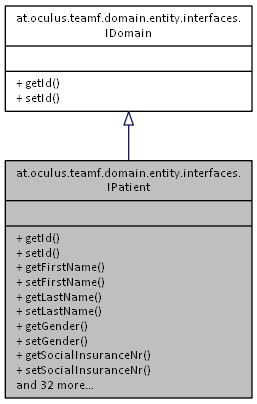 at.oculus.teamf.domain.entity.interfaces.
IDomain
+ getId()
+ setId()
at.oculus.teamf.domain.entity.interfaces.
IPatient
+ getId()
+ setId()
+ getFirstName()
+ setFirstName()
+ getLastName()
+ setLastName()
+ getGender()
+ setGender()
+ getSocialInsuranceNr()
+ setSocialInsuranceNr()
and 32 more...